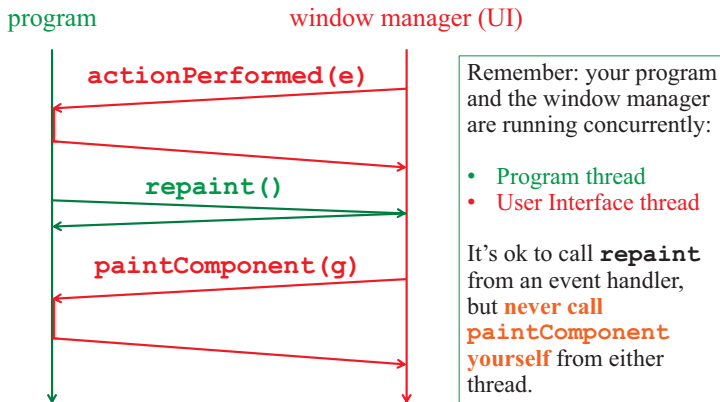 program
window manager (UI)
actionPerformed(e)
repaint()
paintComponent(g)
Remember: your program
and the window manager
are running concurrently:
• Program thread
• User Interface thread
It's ok to call repaint
from an event handler,
but never call
paintComponent
yourself from either
thread.